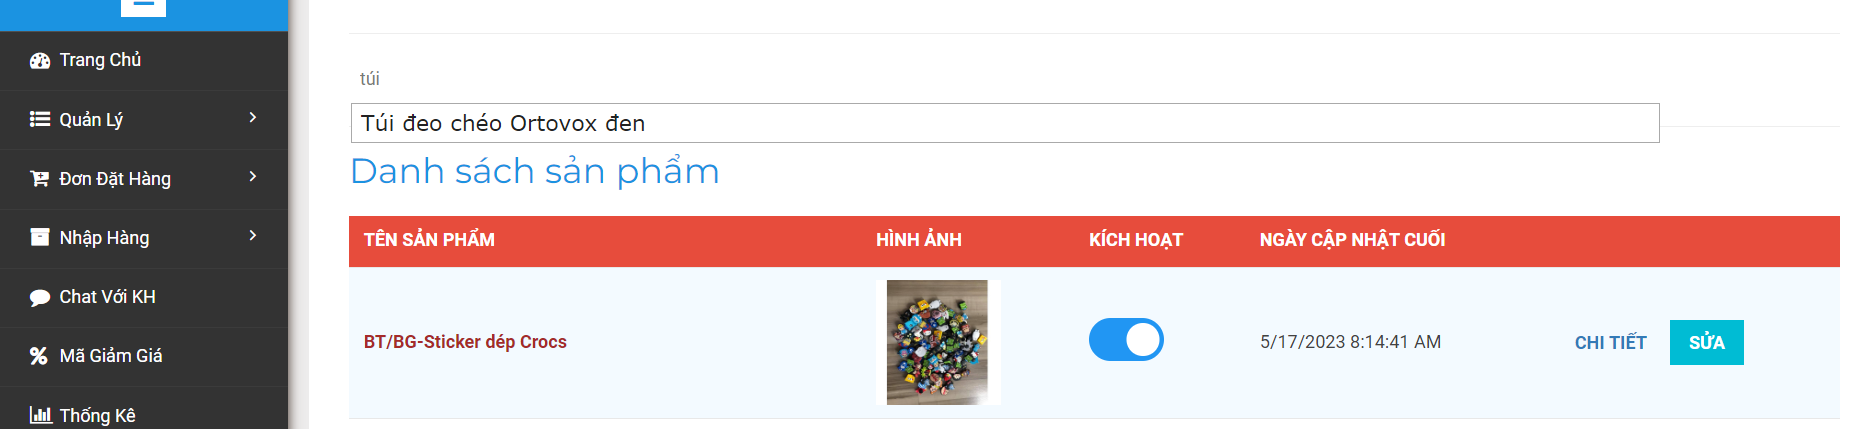 Trang Chủ
Quản Lý
Đơn Đặt Hàng
Nhập Hàng
Chat Với KH
Mã Giảm Giá
Thống Kê
túi
Túi đeo chéo Ortovox đen
Danh sách sản phẩm
TÊN SẢN PHẨM HÌNH ẢNH KÍCH HOẠT NGÀY CẬP NHẬT CUỐI
BT/BG-Sticker dép Crocs 5/17/2023 8:14:41 AM CHI TIẾT SỬA